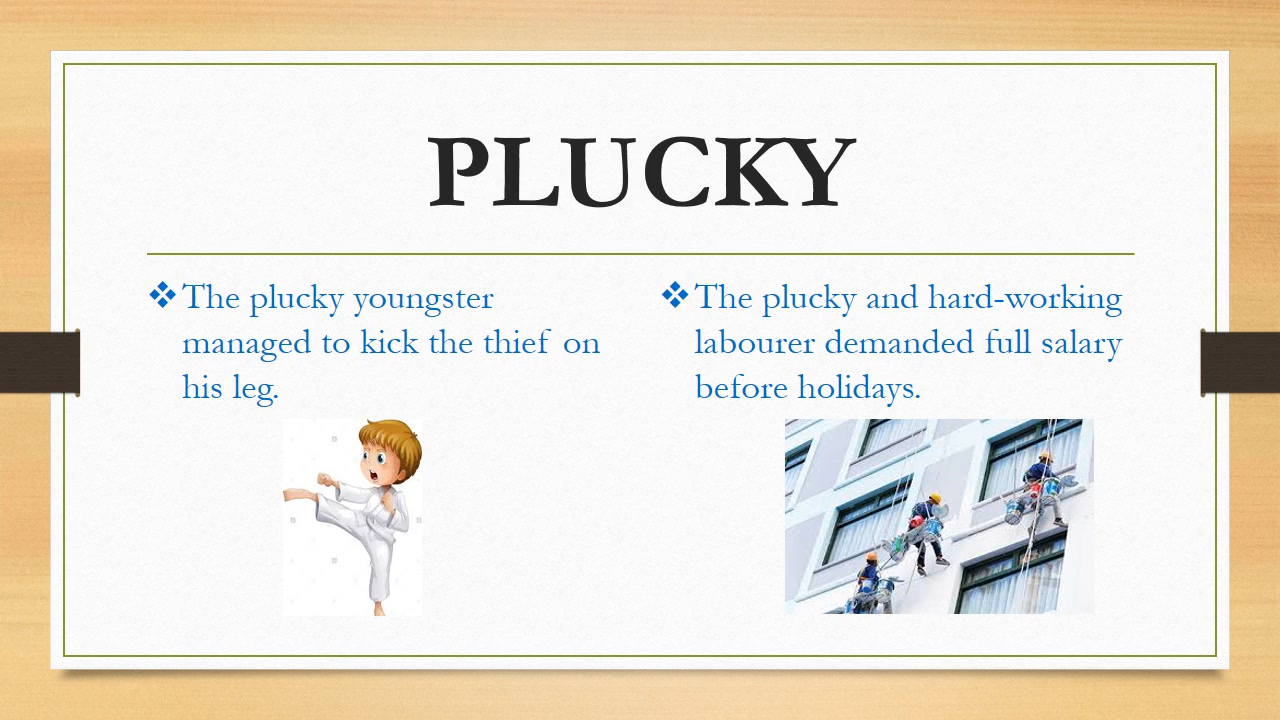 PLUCKY
The plucky youngster
managed to kick the thief on
his leg.
The plucky and hard-working
labourer demanded full salary
before holidays.